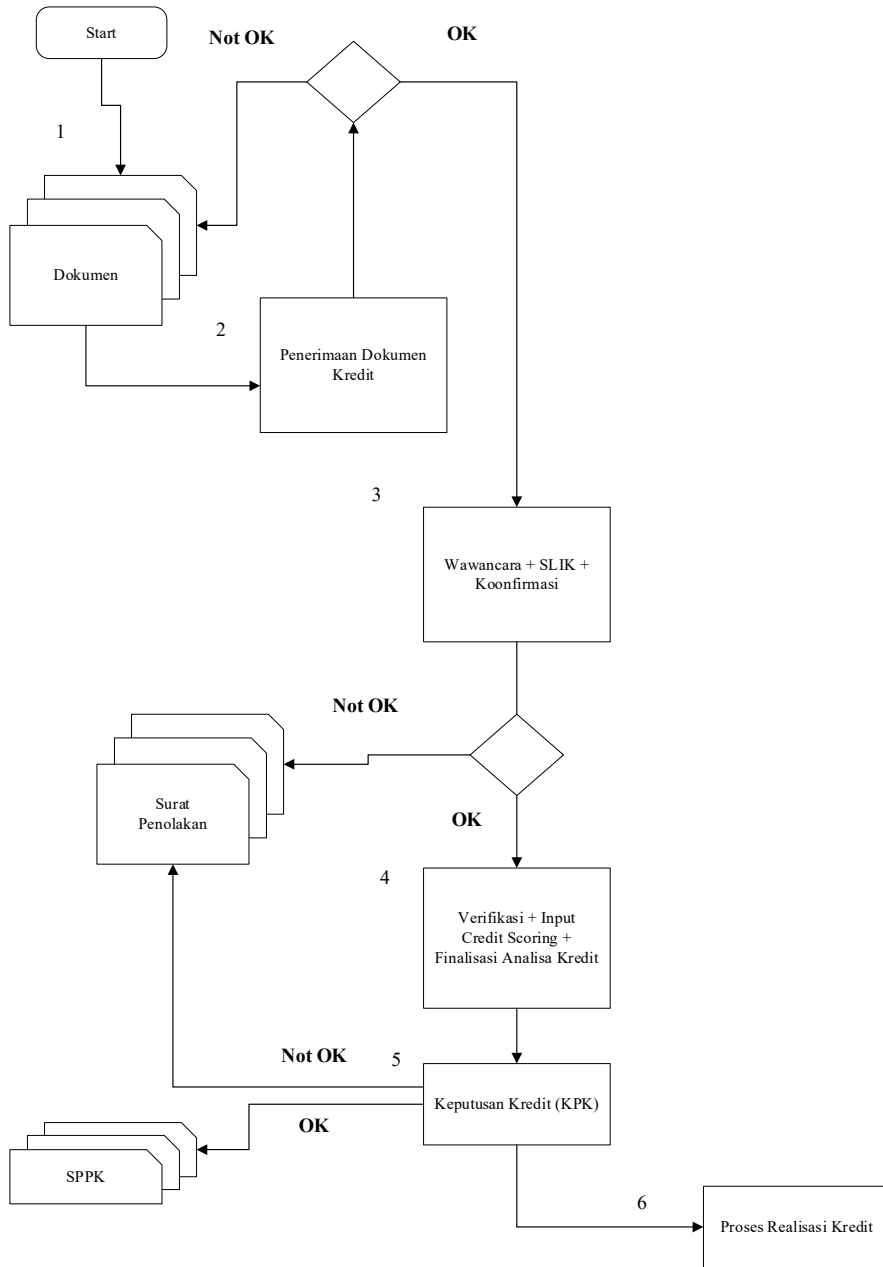 Start
Not OK
OK
1
Dokumen
2
Penerimaan Dokumen
Kredit
3
Wawancara + SLIK +
Koonfirmasi
Not OK
Surat
Penolakan
OK
4
Verifikasi + Input
Credit Scoring +
Finalisasi Analisa Kredit
Not OK
5
Keputusan Kredit (KPK)
OK
SPPK
6
Proses Realisasi Kredit